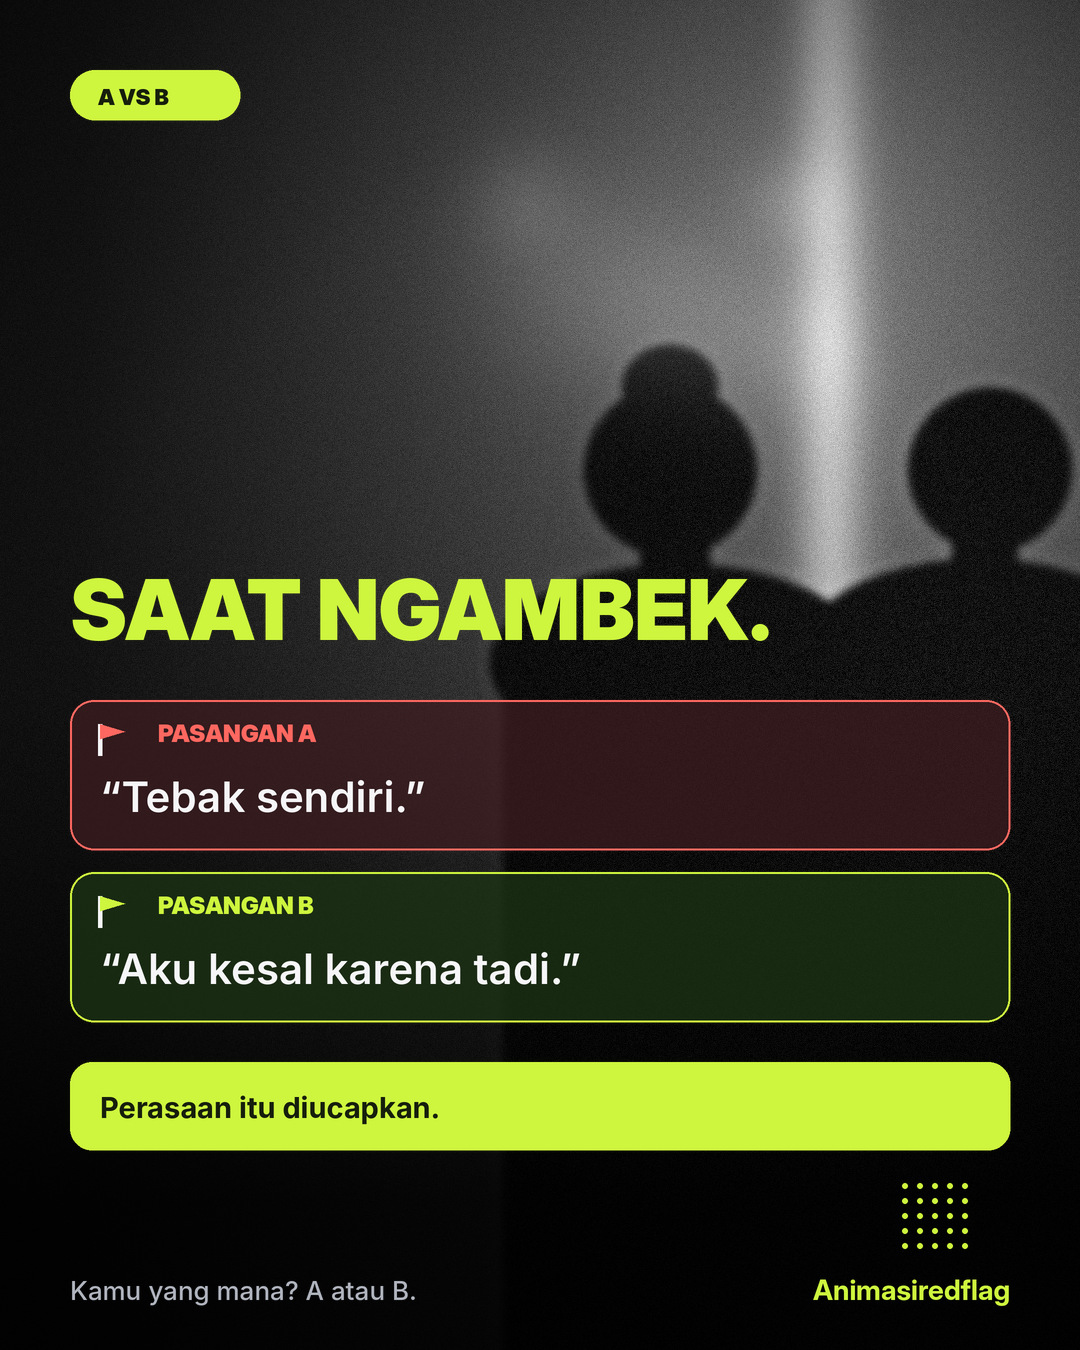 A VS B
SAAT NGAMBEK.
PASANGAN A
“Tebak sendiri.”
PASANGAN B
“Aku kesal karena tadi.”
Perasaan itu diucapkan.
Kamu yang mana? A atau B.
Animasiredflag